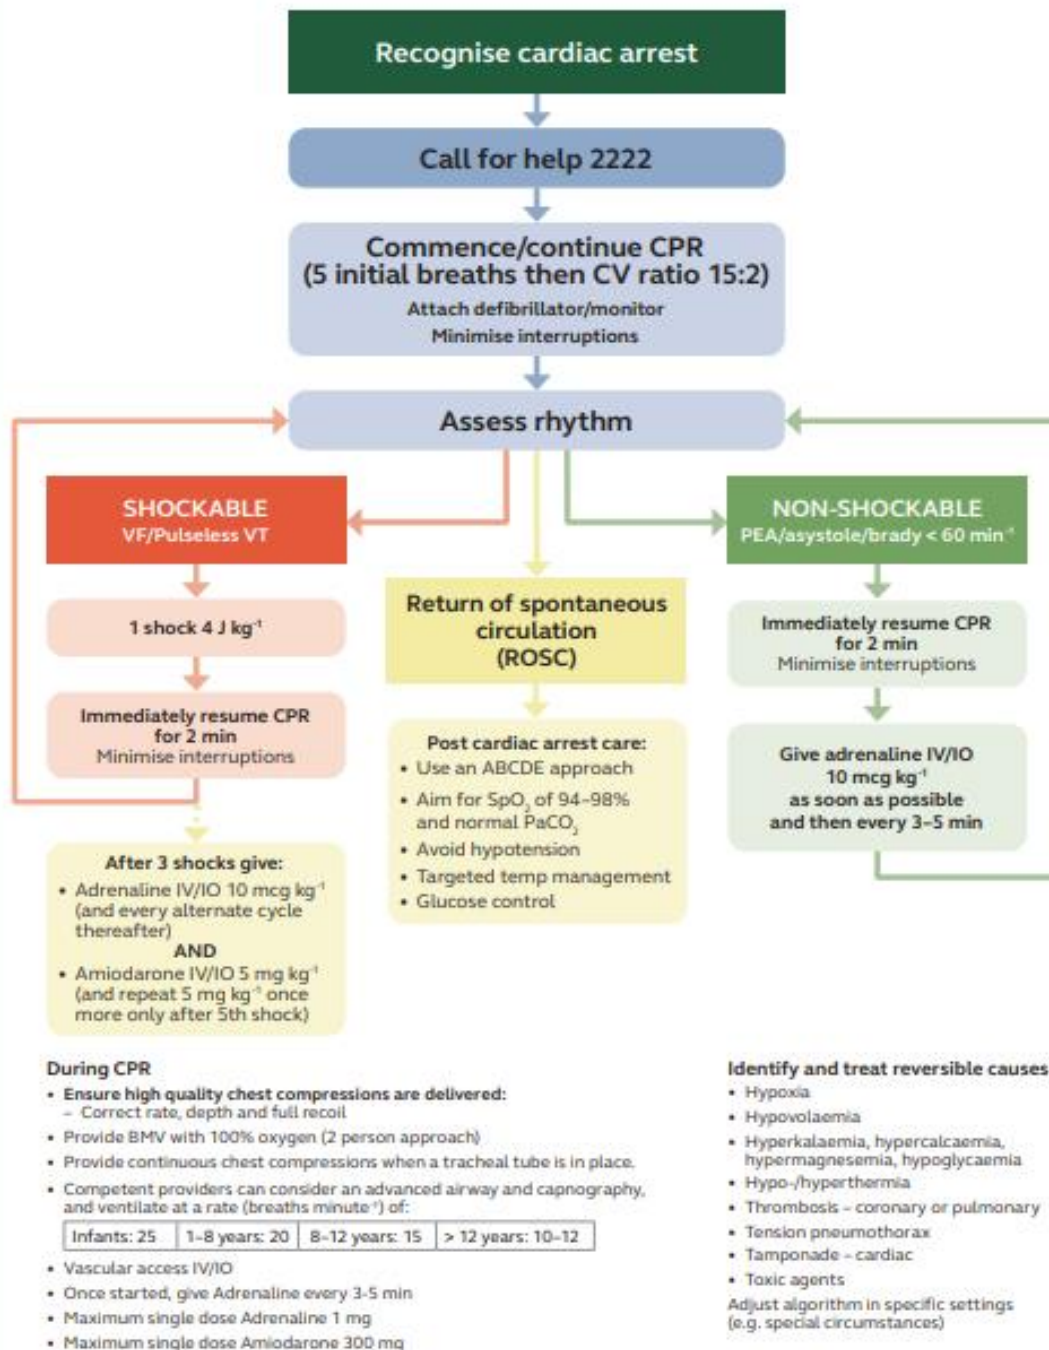 Recognise cardiac arrest
Call for help 2222
Commence/continue CPR
(5 initial breaths then CV ratio 15:2)
Attach defibrillator/monitor
Minimise interruptions
Assess rhythm
SHOCKABLE
VF/Pulseless VT
1 shock 4 J kg⁻¹
Immediately resume CPR
for 2 min
Minimise interruptions
After 3 shocks give:
• Adrenaline IV/IO 10 mcg kg⁻¹
(and every alternate cycle
thereafter)
AND
• Amiodarone IV/IO 5 mg kg⁻¹
(and repeat 5 mg kg⁻¹ once
more only after 5th shock)
Return of spontaneous
circulation
(ROSC)
Post cardiac arrest care:
• Use an ABCDE approach
• Aim for SpO₂ of 94–98%
and normal PaCO₂
• Avoid hypotension
• Targeted temp management
• Glucose control
NON-SHOCKABLE
PEA/asystole/brady < 60 min⁻¹
Immediately resume CPR
for 2 min
Minimise interruptions
Give adrenaline IV/IO
10 mcg kg⁻¹
as soon as possible
and then every 3–5 min
During CPR
• Ensure high quality chest compressions are delivered:
– Correct rate, depth and full recoil
• Provide BMV with 100% oxygen (2 person approach)
• Provide continuous chest compressions when a tracheal tube is in place.
• Competent providers can consider an advanced airway and capnography,
and ventilate at a rate (breaths minute⁻¹) of:
Infants: 25 1–8 years: 20 8–12 years: 15 > 12 years: 10–12
• Vascular access IV/IO
• Once started, give Adrenaline every 3-5 min
• Maximum single dose Adrenaline 1 mg
• Maximum single dose Amiodarone 300 mg
Identify and treat reversible causes
• Hypoxia
• Hypovolaemia
• Hyperkalaemia, hypercalcaemia,
hypermagnesemia, hypoglycaemia
• Hypo-/hyperthermia
• Thrombosis – coronary or pulmonary
• Tension pneumothorax
• Tamponade – cardiac
• Toxic agents
Adjust algorithm in specific settings
(e.g. special circumstances)